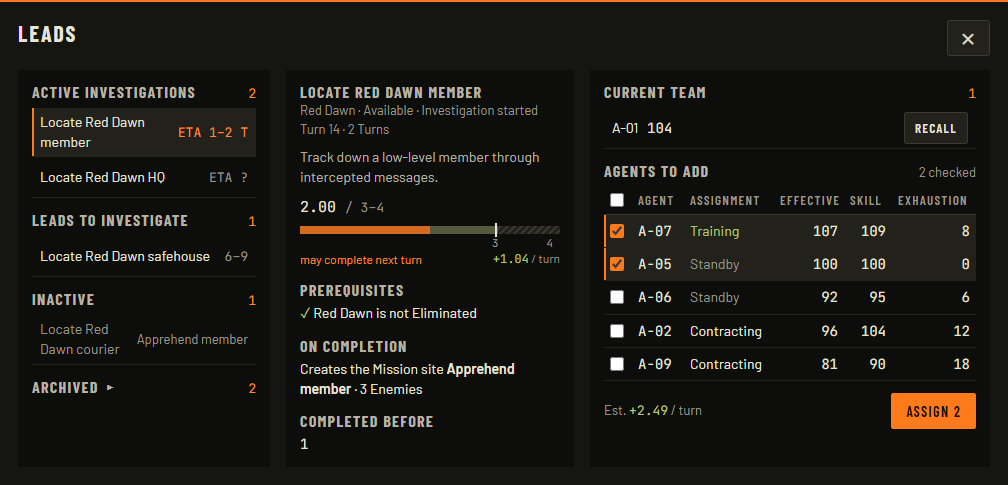 LEADS
✕
ACTIVE INVESTIGATIONS 2
Locate Red Dawn
member
ETA 1–2 T
Locate Red Dawn HQ ETA ?
LEADS TO INVESTIGATE 1
Locate Red Dawn safehouse 6–9
INACTIVE 1
Locate Red
Dawn courier
Apprehend member
ARCHIVED ▸ 2
LOCATE RED DAWN MEMBER
Red Dawn · Available · Investigation started
Turn 14 · 2 Turns
Track down a low-level member through
intercepted messages.
2.00 / 3–4
3 4
may complete next turn +1.04 / turn
PREREQUISITES
✓ Red Dawn is not Eliminated
ON COMPLETION
Creates the Mission site Apprehend
member · 3 Enemies
COMPLETED BEFORE
1
CURRENT TEAM 1
A-01 104 RECALL
AGENTS TO ADD 2 checked
AGENT ASSIGNMENT EFFECTIVE SKILL EXHAUSTION
A-07 Training 107 109 8
A-05 Standby 100 100 0
A-06 Standby 92 95 6
A-02 Contracting 96 104 12
A-09 Contracting 81 90 18
Est. +2.49 / turn ASSIGN 2